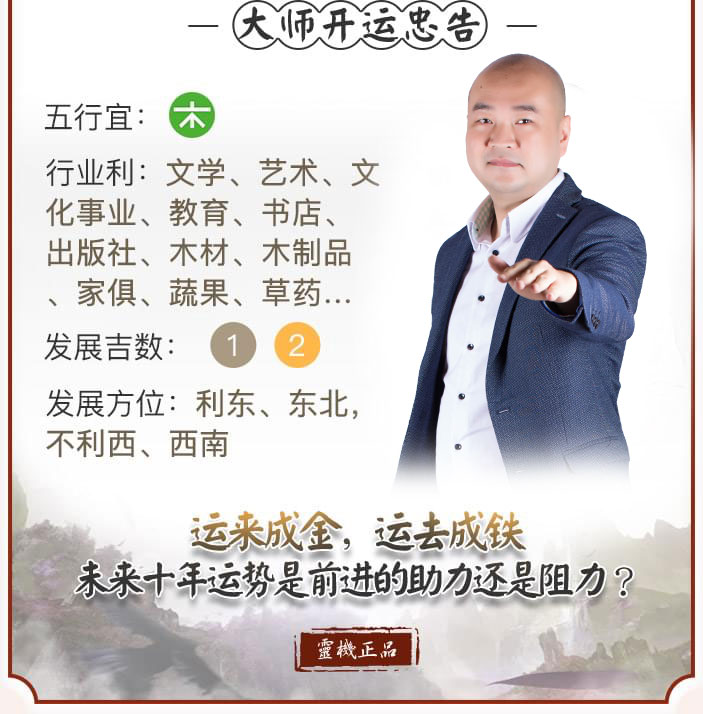 大师开运忠告
五行宜：木
行业利：文学、艺术、文
化事业、教育、书店、
出版社、木材、木制品
、家俱、蔬果、草药...
发展吉数：1 2
发展方位：利东、东北，
不利西、西南
运来成金，运去成铁
未来十年运势是前进的助力还是阻力？
靈機正品